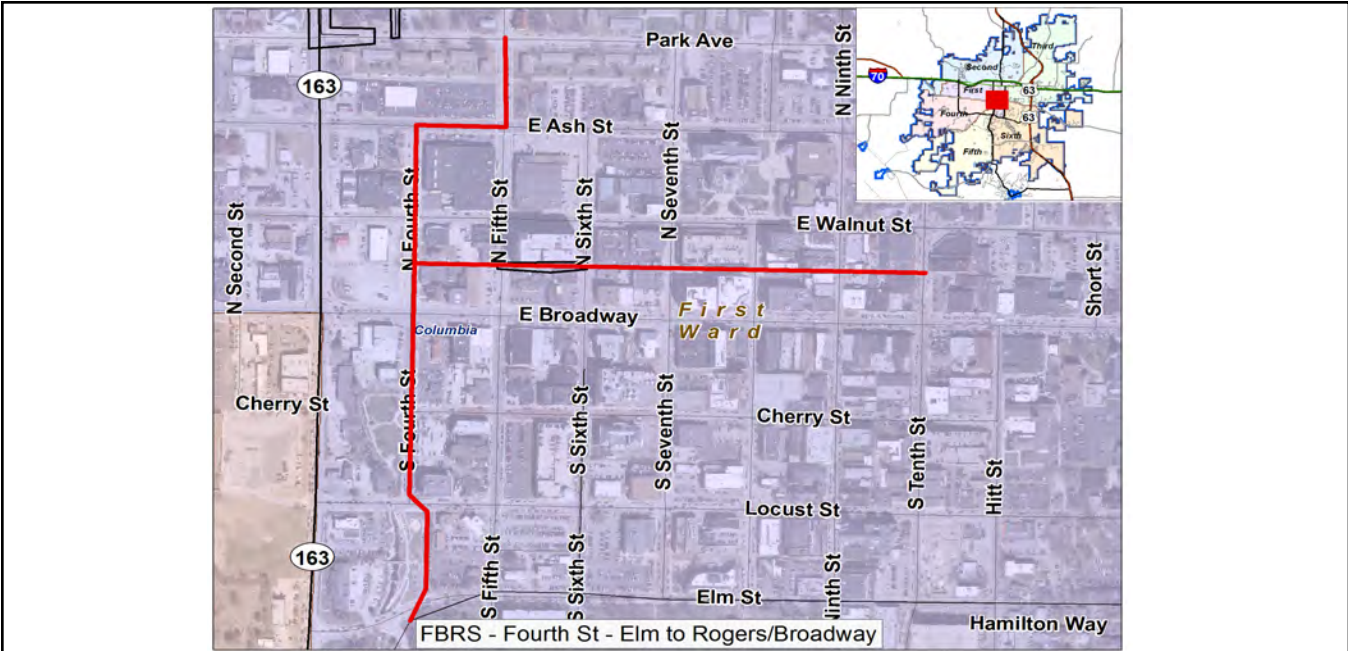 Park Ave
N Ninth St
163
E Ash St
N Fourth St
N Fifth St
N Sixth St
N Seventh St
N Second St
E Walnut St
Short St
E Broadway
First
Ward
Columbia
Cherry St
S Fourth St
S Sixth St
S Seventh St
Cherry St
S Tenth St
Hitt St
Locust St
163
S Fifth St
S Sixth St
Ninth St
Elm St
Hamilton Way
FBRS - Fourth St - Elm to Rogers/Broadway
Third
Second
70
First
63
Fourth
63
Sixth
Fifth